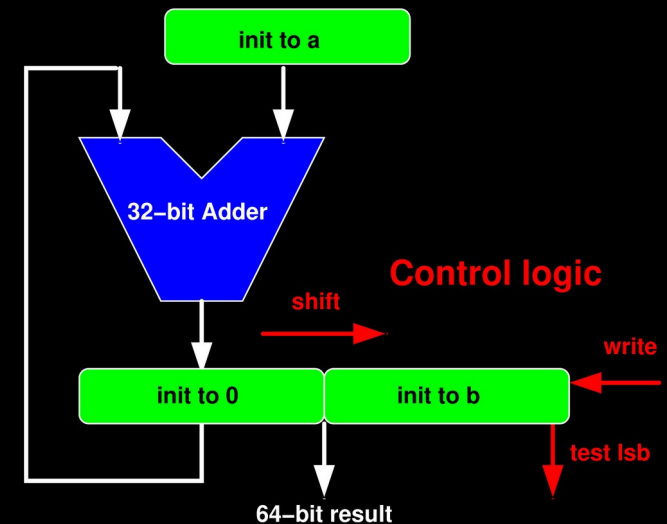 init to a
32−bit Adder
Control logic
shift
write
init to 0
init to b
test lsb
64−bit result